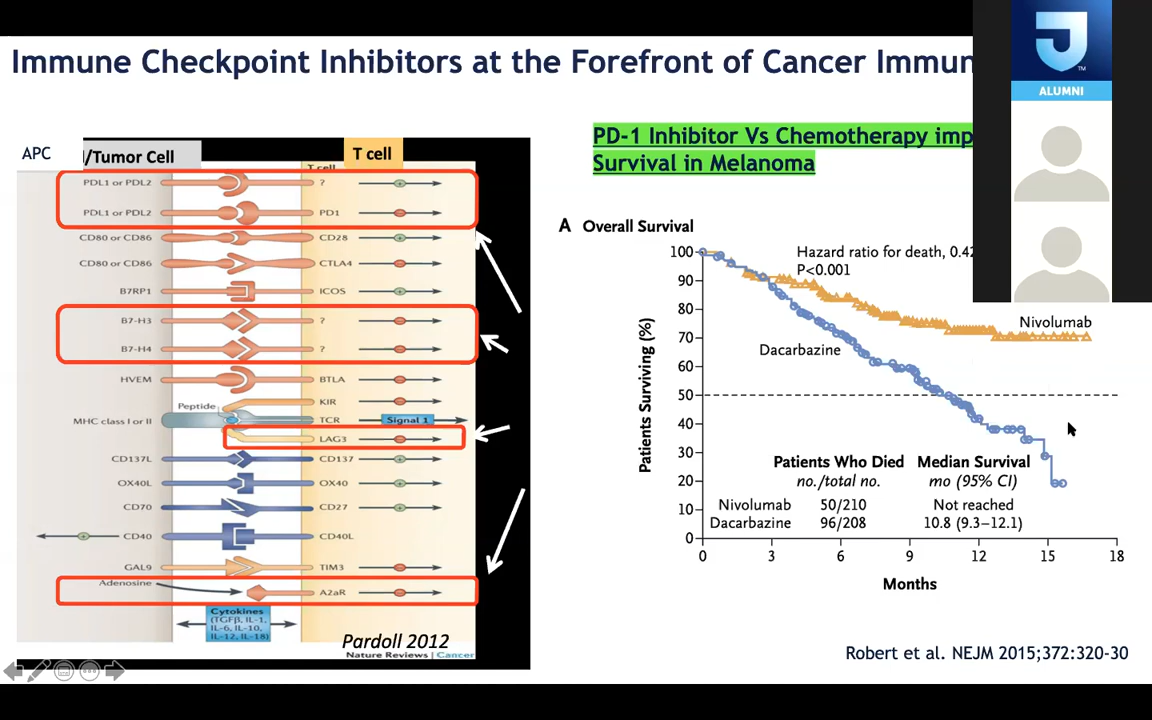 Immune Checkpoint Inhibitors at the Forefront of Cancer Immun
ALUMNI
TM
APC
/Tumor Cell
T cell
T cell
PDL1 or PDL2
?
PDL1 or PDL2
PD1
CD80 or CD86
CD28
CD80 or CD86
CTLA4
B7RP1
ICOS
B7-H3
?
B7-H4
?
HVEM
BTLA
KIR
Peptide
MHC class I or II
TCR
Signal 1
LAG3
CD137L
CD137
OX40L
OX40
CD70
CD27
CD40
CD40L
GAL9
TIM3
Adenosine
A2aR
Cytokines
(TGFβ, IL-1,
IL-6, IL-10,
IL-12, IL-18)
Pardoll 2012
Nature Reviews | Cancer
PD-1 Inhibitor Vs Chemotherapy imp
Survival in Melanoma
A Overall Survival
Hazard ratio for death, 0.42
P<0.001
Nivolumab
Dacarbazine
Patients Surviving (%)
100
90
80
70
60
50
40
30
20
10
0
Patients Who Died Median Survival
no./total no. mo (95% CI)
Nivolumab 50/210 Not reached
Dacarbazine 96/208 10.8 (9.3–12.1)
0 3 6 9 12 15 18
Months
Robert et al. NEJM 2015;372:320-30